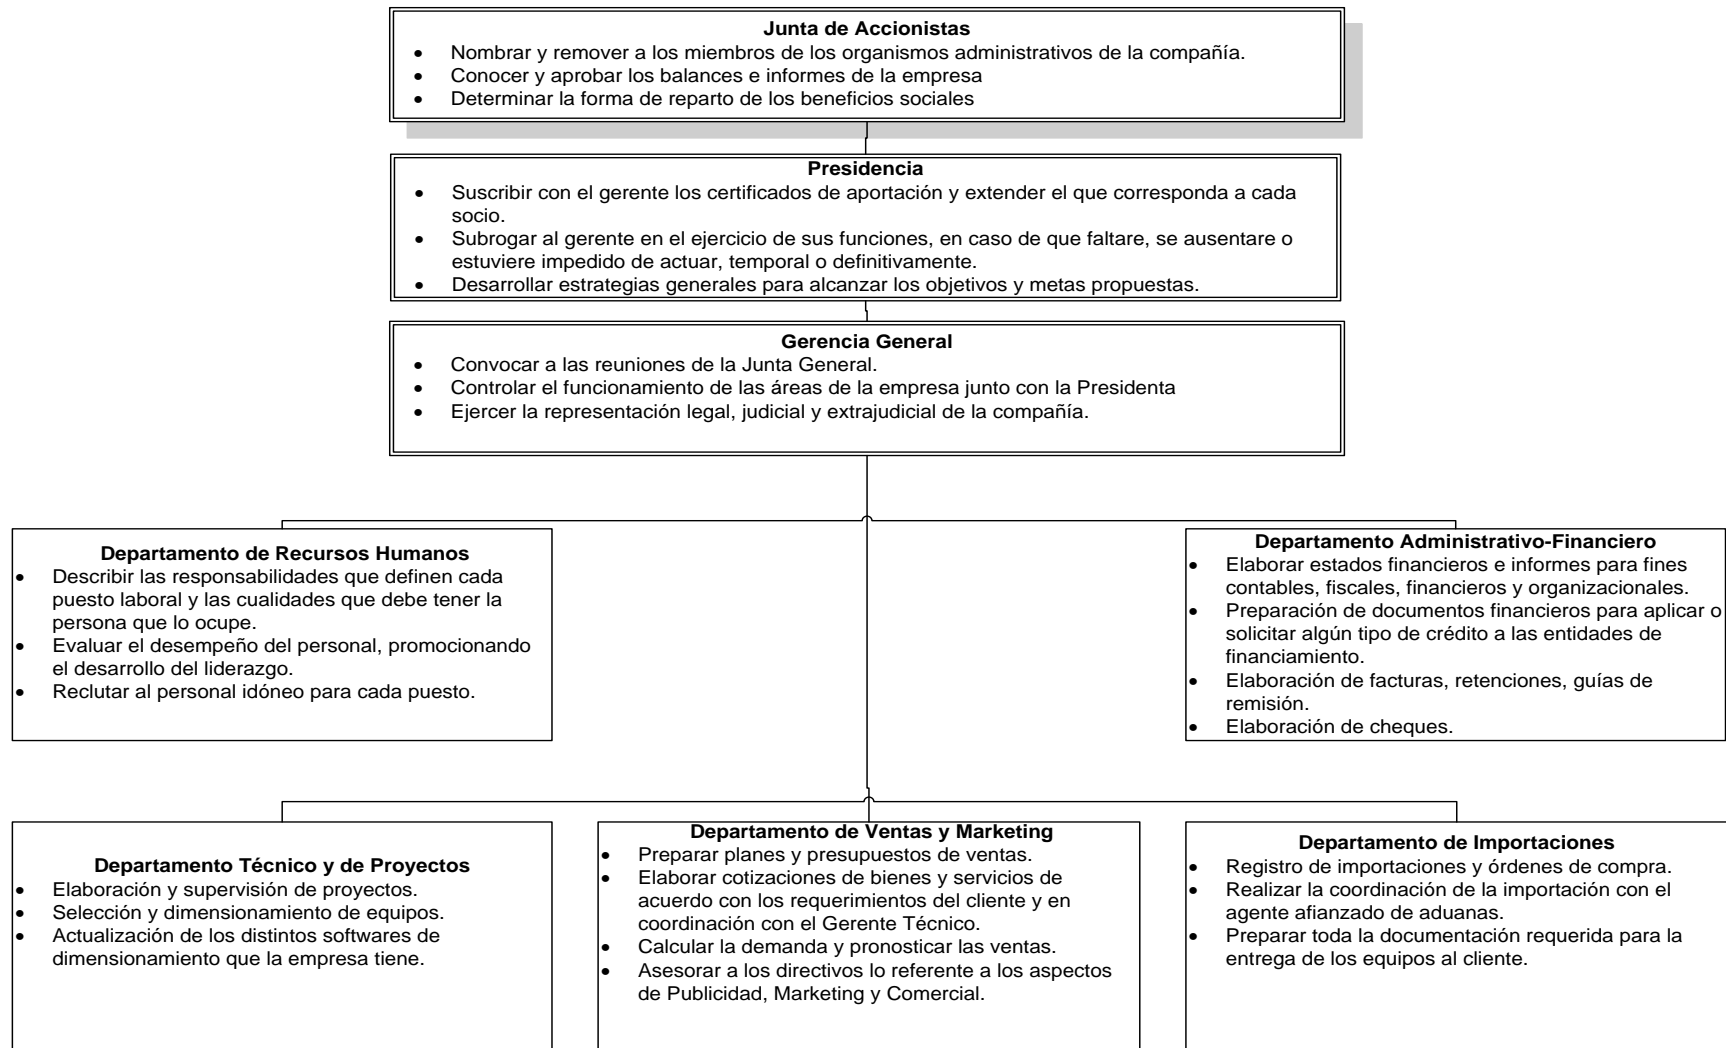 Junta de Accionistas
• Nombrar y remover a los miembros de los organismos administrativos de la compañía.
• Conocer y aprobar los balances e informes de la empresa
• Determinar la forma de reparto de los beneficios sociales
Presidencia
• Suscribir con el gerente los certificados de aportación y extender el que corresponda a cada
socio.
• Subrogar al gerente en el ejercicio de sus funciones, en caso de que faltare, se ausentare o
estuviere impedido de actuar, temporal o definitivamente.
• Desarrollar estrategias generales para alcanzar los objetivos y metas propuestas.
Gerencia General
• Convocar a las reuniones de la Junta General.
• Controlar el funcionamiento de las áreas de la empresa junto con la Presidenta
• Ejercer la representación legal, judicial y extrajudicial de la compañía.
Departamento de Recursos Humanos
• Describir las responsabilidades que definen cada
puesto laboral y las cualidades que debe tener la
persona que lo ocupe.
• Evaluar el desempeño del personal, promocionando
el desarrollo del liderazgo.
• Reclutar al personal idóneo para cada puesto.
Departamento Administrativo-Financiero
• Elaborar estados financieros e informes para fines
contables, fiscales, financieros y organizacionales.
• Preparación de documentos financieros para aplicar o
solicitar algún tipo de crédito a las entidades de
financiamiento.
• Elaboración de facturas, retenciones, guías de
remisión.
• Elaboración de cheques.
Departamento Técnico y de Proyectos
• Elaboración y supervisión de proyectos.
• Selección y dimensionamiento de equipos.
• Actualización de los distintos softwares de
dimensionamiento que la empresa tiene.
Departamento de Ventas y Marketing
• Preparar planes y presupuestos de ventas.
• Elaborar cotizaciones de bienes y servicios de
acuerdo con los requerimientos del cliente y en
coordinación con el Gerente Técnico.
• Calcular la demanda y pronosticar las ventas.
• Asesorar a los directivos lo referente a los aspectos
de Publicidad, Marketing y Comercial.
Departamento de Importaciones
• Registro de importaciones y órdenes de compra.
• Realizar la coordinación de la importación con el
agente afianzado de aduanas.
• Preparar toda la documentación requerida para la
entrega de los equipos al cliente.